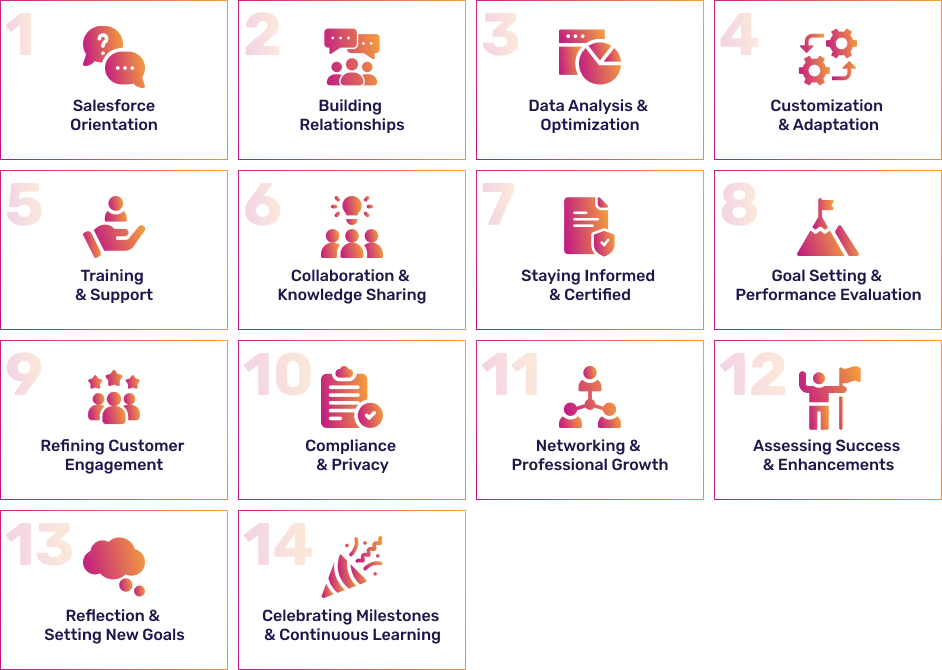 1
Salesforce
Orientation
2
Building
Relationships
3
Data Analysis &
Optimization
4
Customization
& Adaptation
5
Training
& Support
6
Collaboration &
Knowledge Sharing
7
Staying Informed
& Certified
8
Goal Setting &
Performance Evaluation
9
Refining Customer
Engagement
10
Compliance
& Privacy
11
Networking &
Professional Growth
12
Assessing Success
& Enhancements
13
Reflection &
Setting New Goals
14
Celebrating Milestones
& Continuous Learning